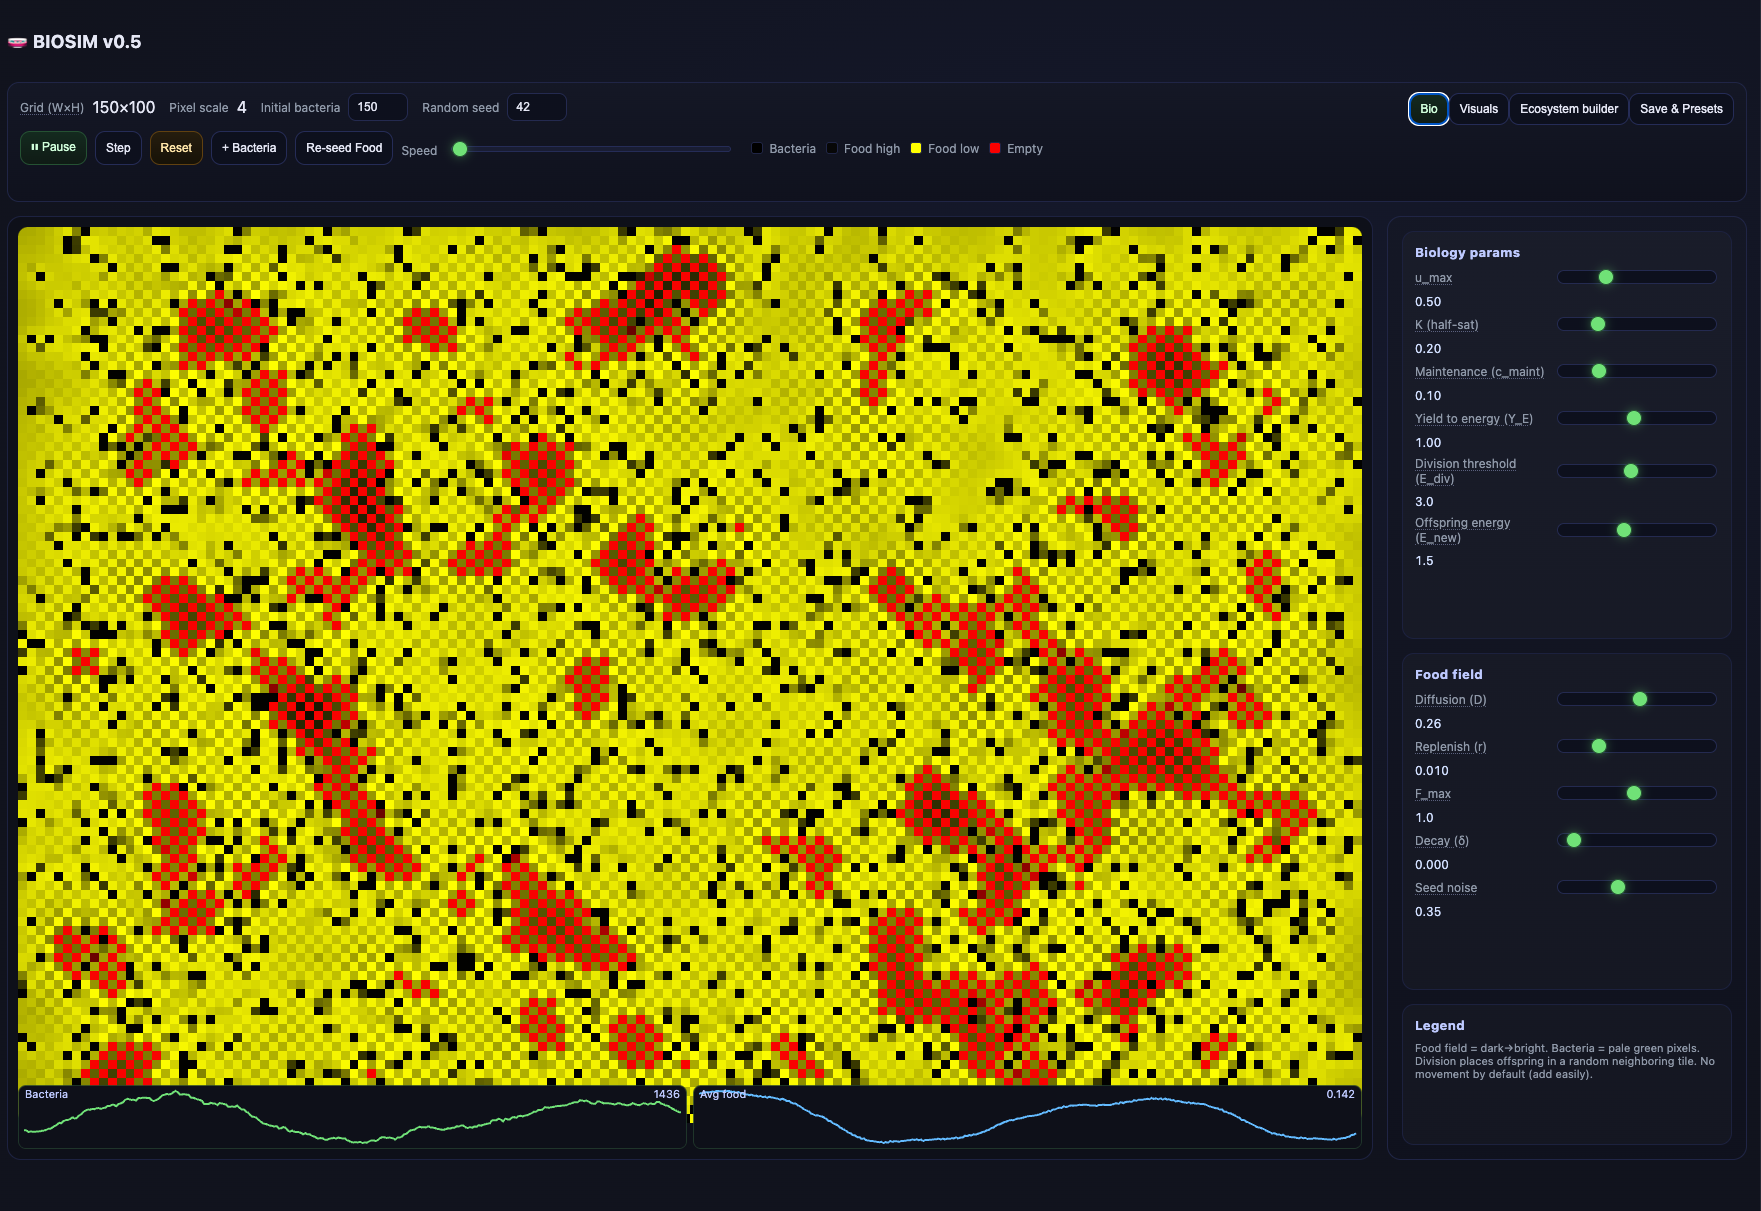 BIOSIM v0.5
Grid (W×H) 150×100 Pixel scale 4 Initial bacteria 150 Random seed 42
Bio Visuals Ecosystem builder Save & Presets
Pause Step Reset + Bacteria Re-seed Food Speed Bacteria Food high Food low Empty
Biology params
u_max
0.50
K (half-sat)
0.20
Maintenance (c_maint)
0.10
Yield to energy (Y_E)
1.00
Division threshold
(E_div)
3.0
Offspring energy
(E_new)
1.5
Food field
Diffusion (D)
0.26
Replenish (r)
0.010
F_max
1.0
Decay (δ)
0.000
Seed noise
0.35
Legend
Food field = dark→bright. Bacteria = pale green pixels.
Division places offspring in a random neighboring tile. No
movement by default (add easily).
Bacteria 1436
Avg food 0.142